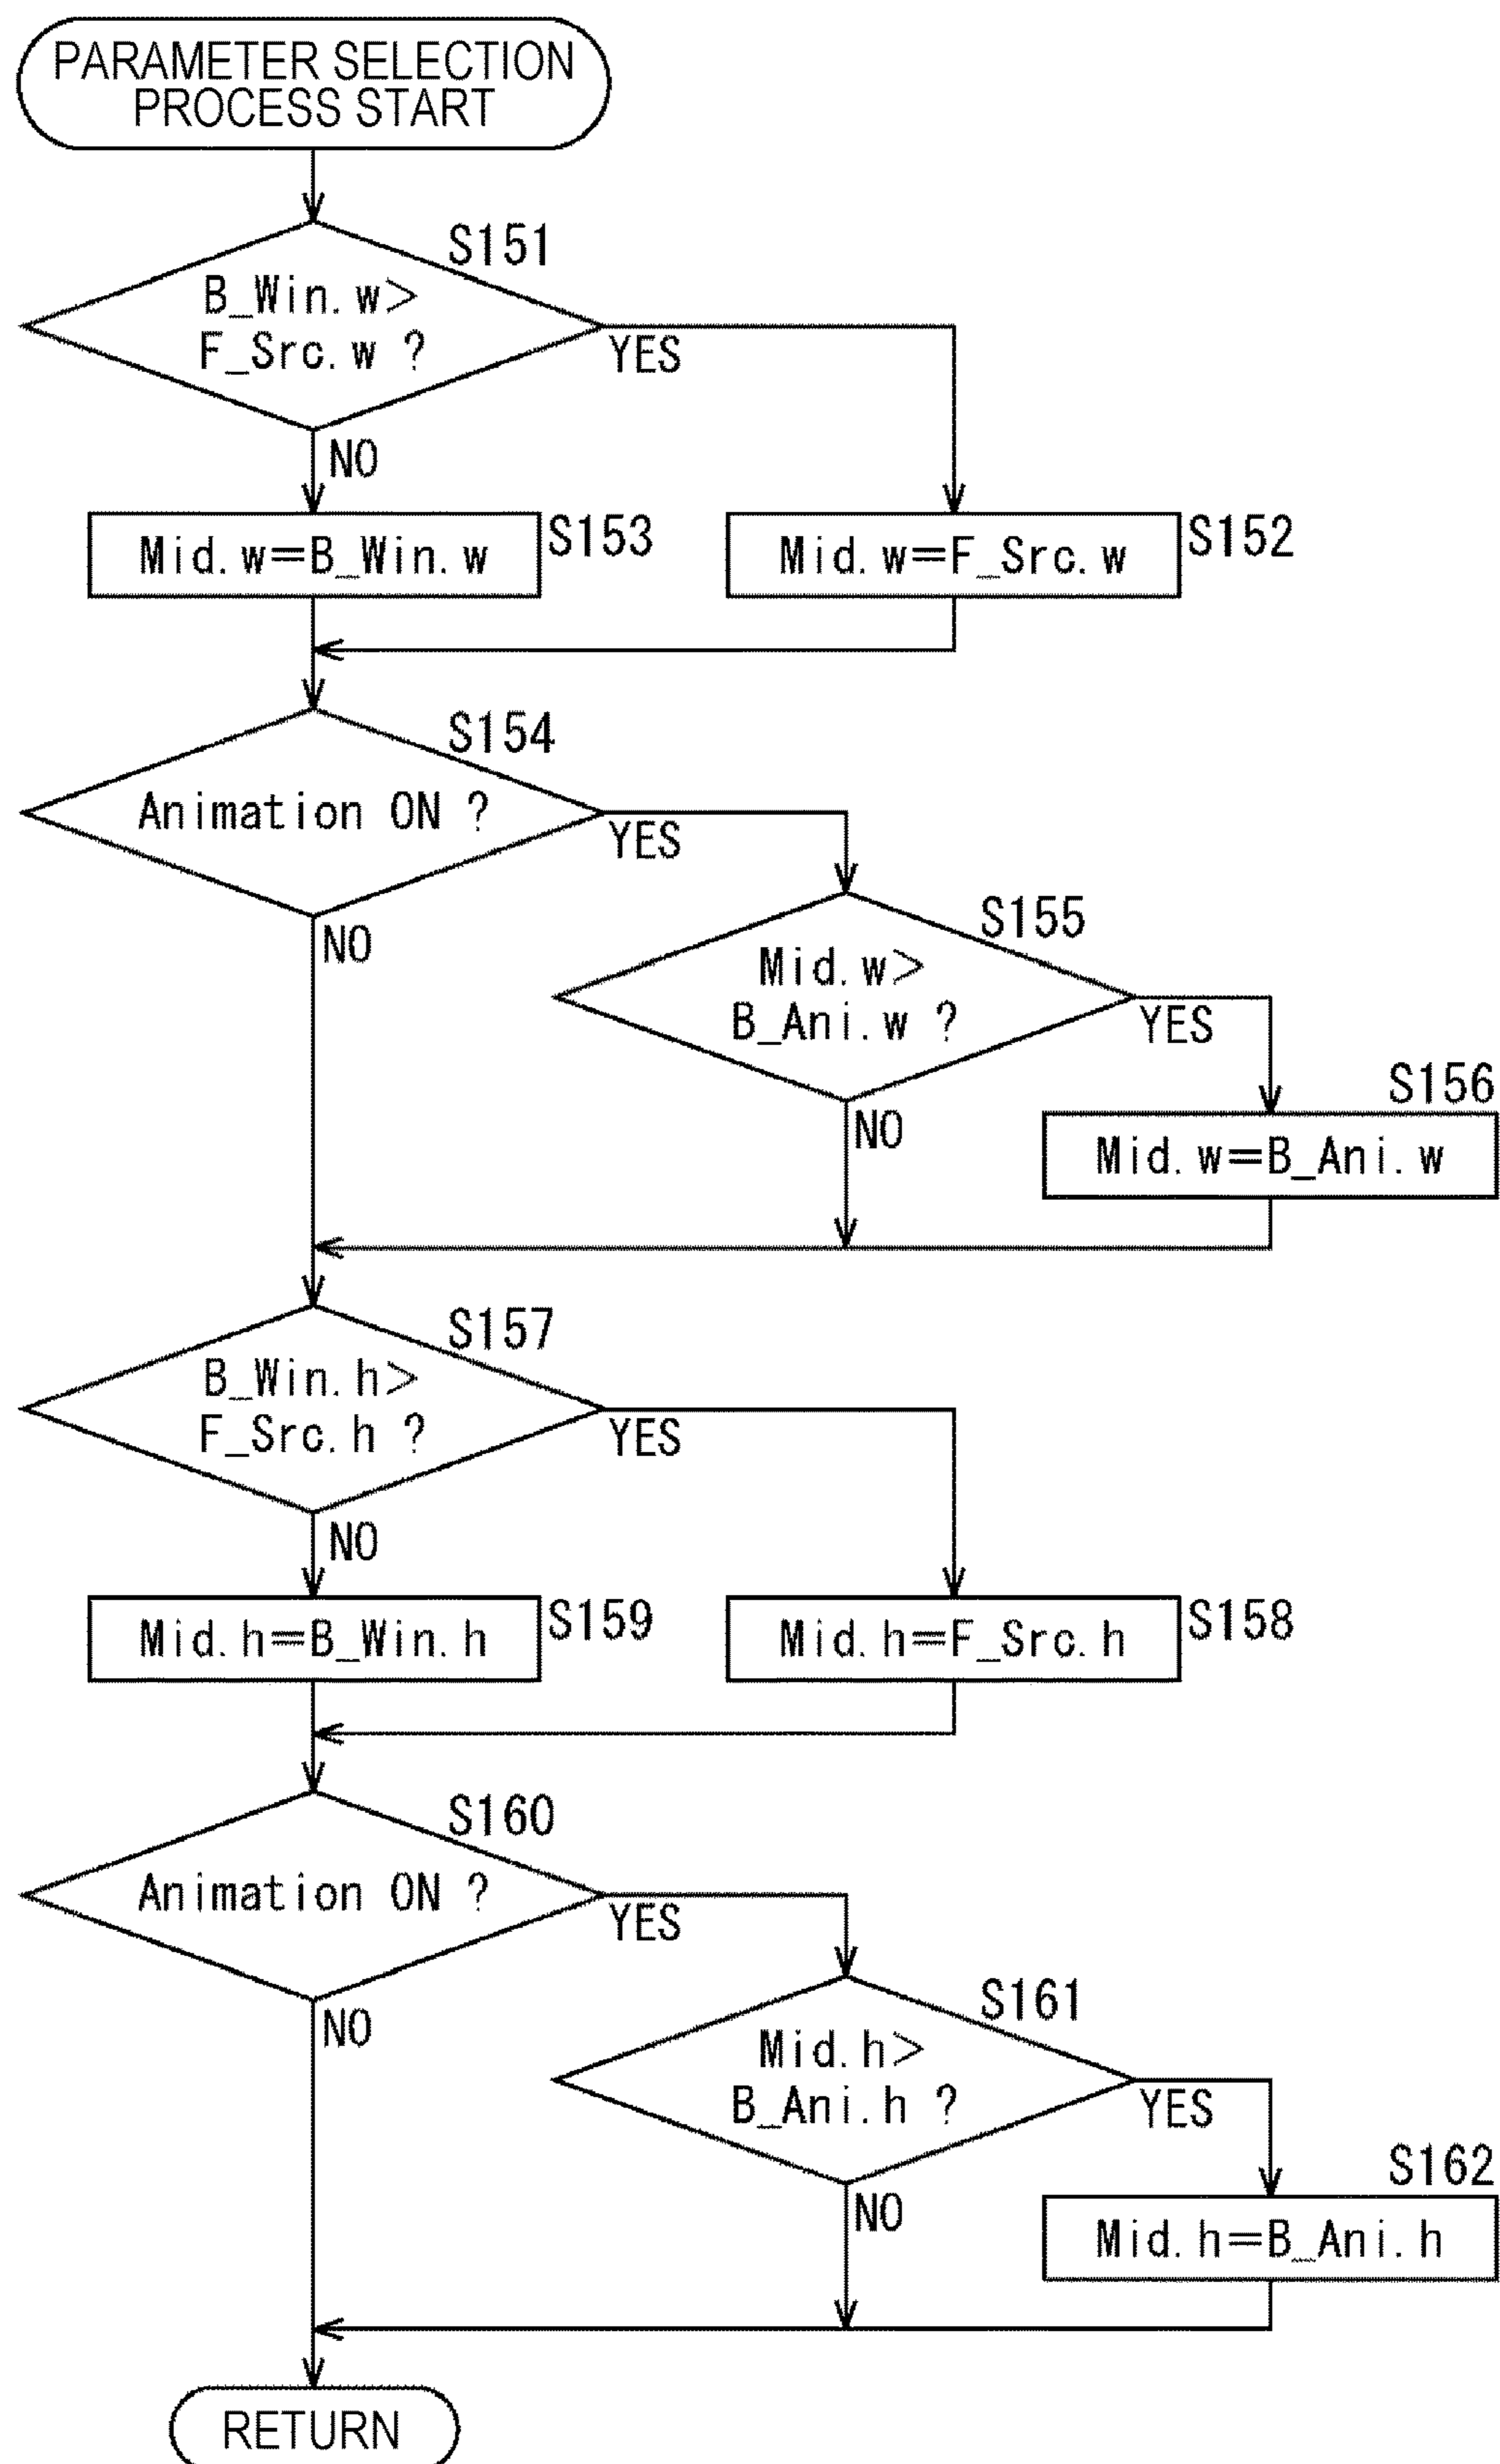 PARAMETER SELECTION
PROCESS START
S151
B_Win.w>
F_Src.w ?
YES
NO
Mid.w=B_Win.w
S153
Mid.w=F_Src.w
S152
S154
Animation ON ?
YES
NO
S155
Mid.w>
B_Ani.w ?
YES
NO
S156
Mid.w=B_Ani.w
S157
B_Win.h>
F_Src.h ?
YES
NO
Mid.h=B_Win.h
S159
Mid.h=F_Src.h
S158
S160
Animation ON ?
YES
NO
S161
Mid.h>
B_Ani.h ?
YES
NO
S162
Mid.h=B_Ani.h
RETURN